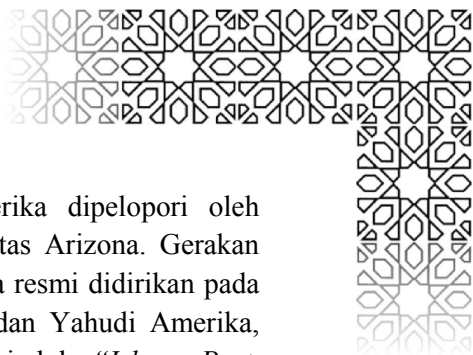 erika dipelopori oleh
tas Arizona. Gerakan
a resmi didirikan pada
dan Yahudi Amerika,